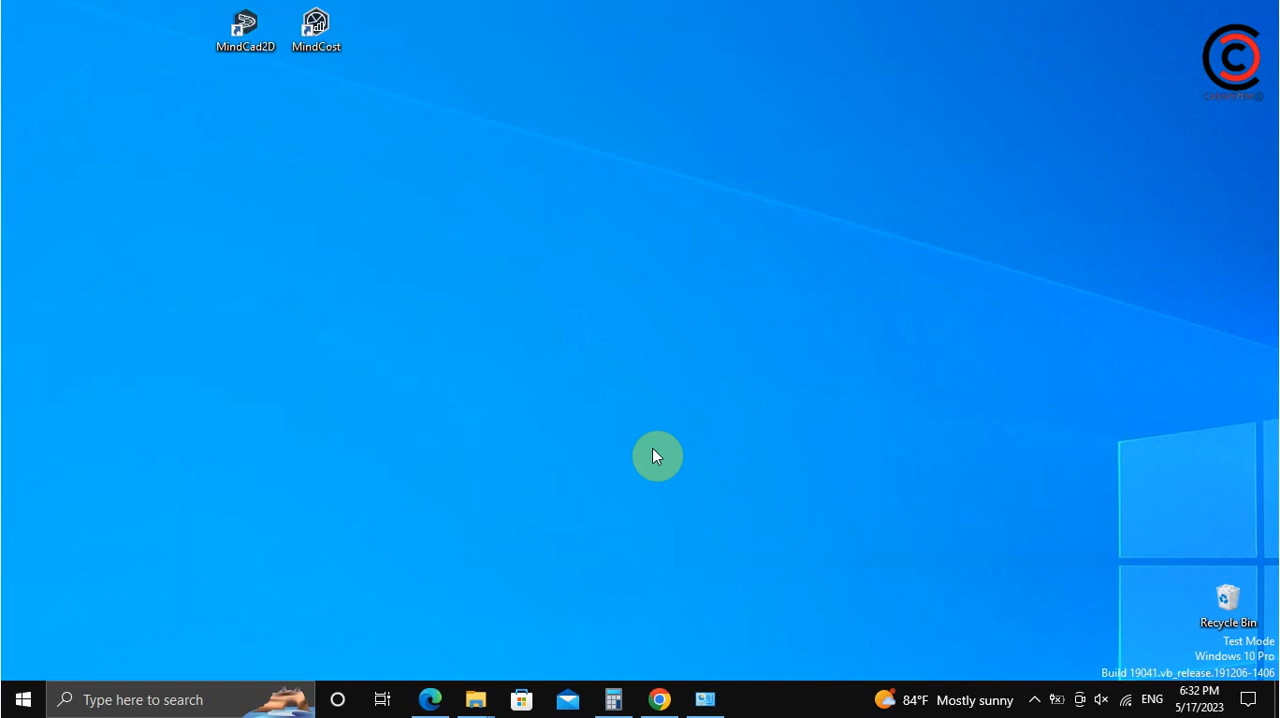 MindCad2D
MindCost
Recycle Bin
Test Mode
Windows 10 Pro
Build 19041.vb_release.191206-1406
Type here to search
84°F Mostly sunny
ENG
6:32 PM
5/17/2023